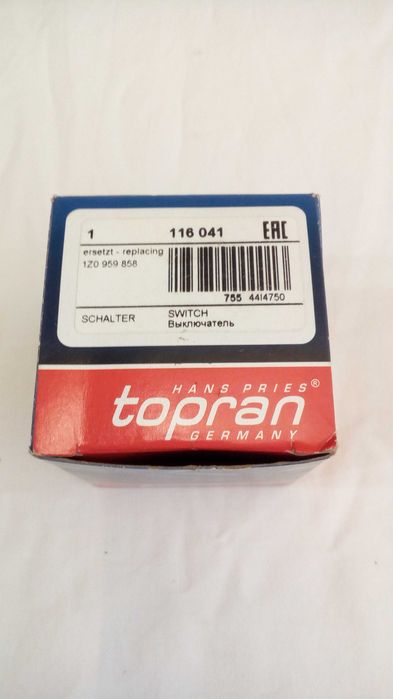 1 116 041 EAC
ersetzt - replacing
1Z0 959 858
755 4414750
SCHALTER SWITCH
Выключатель
HANS PRIES®
topran
GERMANY